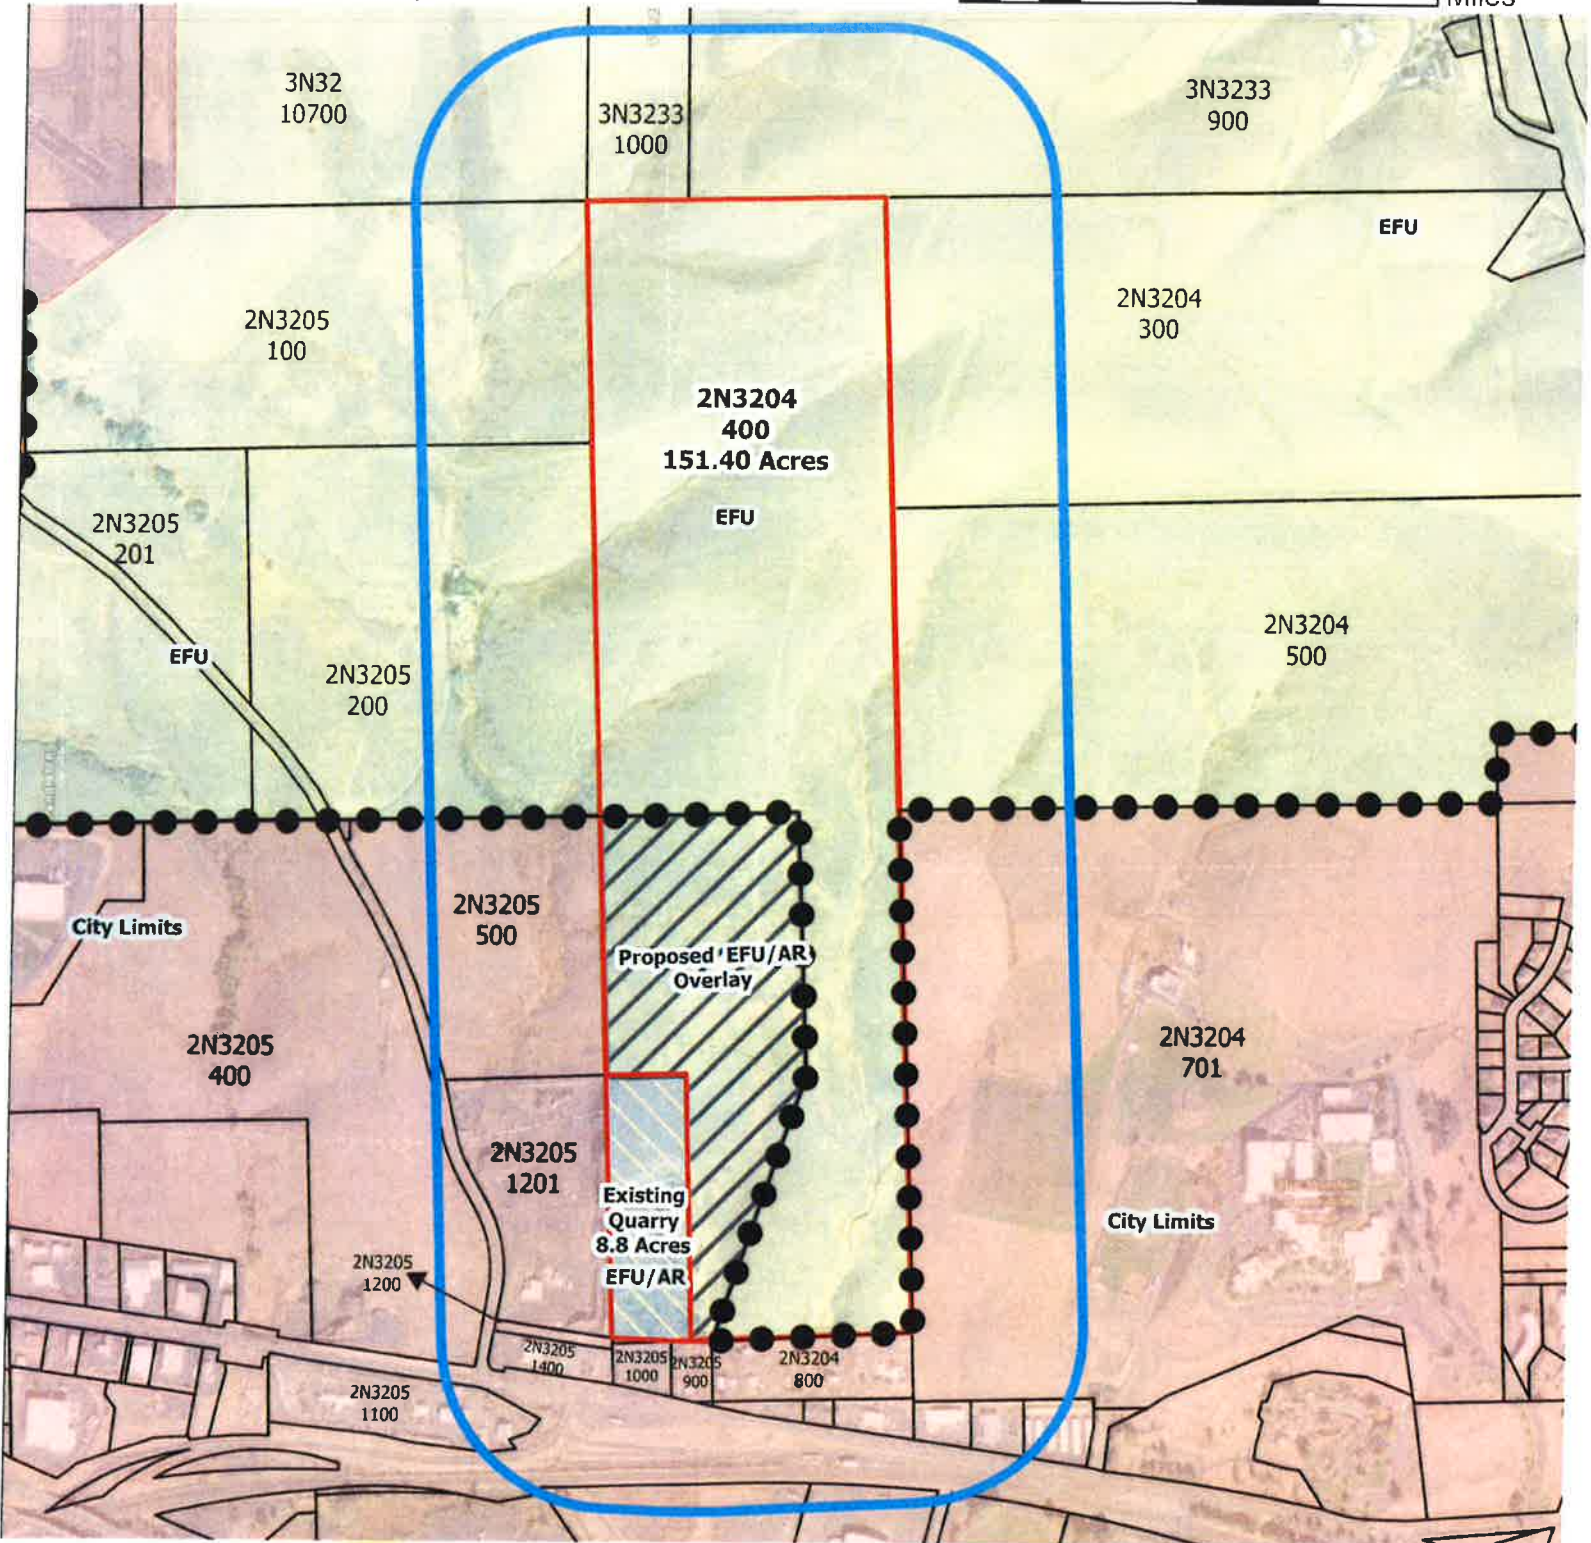 Miles
3N32
10700
3N3233
1000
3N3233
900
EFU
2N3205
100
2N3204
300
2N3204
400
151.40 Acres
EFU
2N3205
201
EFU
2N3205
200
2N3204
500
2N3205
500
City Limits
Proposed EFU/AR
Overlay
2N3205
400
2N3204
701
2N3205
1201
Existing
Quarry
8.8 Acres
EFU/AR
City Limits
2N3205
1200
2N3205
1400
2N3205
1000
2N3205
900
2N3204
800
2N3205
1100